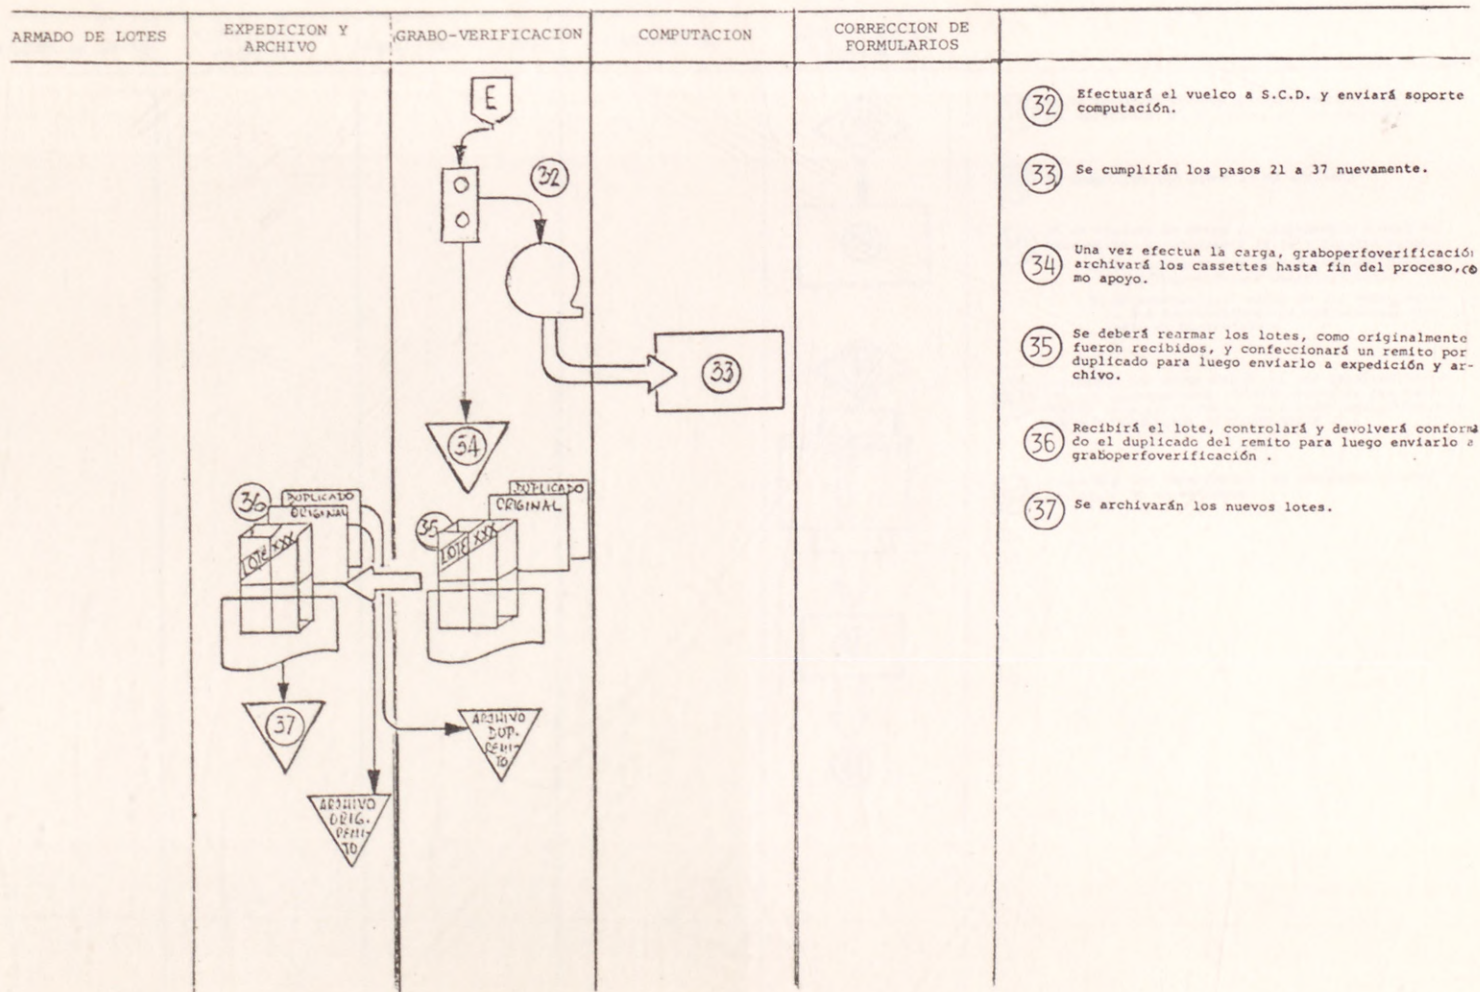 ARMADO DE LOTES
EXPEDICION Y
ARCHIVO
GRABO-VERIFICACION
COMPUTACION
CORRECCION DE
FORMULARIOS
E
32
33
34
36
DUPLICADO
ORIGINAL
LOTE XXX
35
DUPLICADO
ORIGINAL
LOTE XXX
37
ARCHIVO
DUP.
REMI-
TO
ARCHIVO
ORIG.
REMI-
TO
32 Efectuará el vuelco a S.C.D. y enviará soporte
computación.
33 Se cumplirán los pasos 21 a 37 nuevamente.
34 Una vez efectua la carga, graboperfoverificació
archivará los cassettes hasta fin del proceso, co
mo apoyo.
35 Se deberá rearmar los lotes, como originalmente
fueron recibidos, y confeccionará un remito por
duplicado para luego enviarlo a expedición y ar-
chivo.
36 Recibirá el lote, controlará y devolverá conforma
do el duplicado del remito para luego enviarlo a
graboperfoverificación .
37 Se archivarán los nuevos lotes.